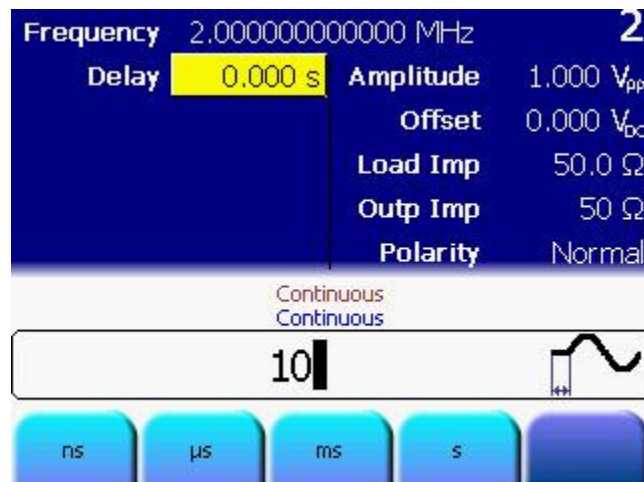 Frequency 2.000000000000 MHz 2
Delay 0.000 s Amplitude 1.000 Vpp
Offset 0.000 VDC
Load Imp 50.0 Ω
Outp Imp 50 Ω
Polarity Normal
Continuous
Continuous
10
ns µs ms s